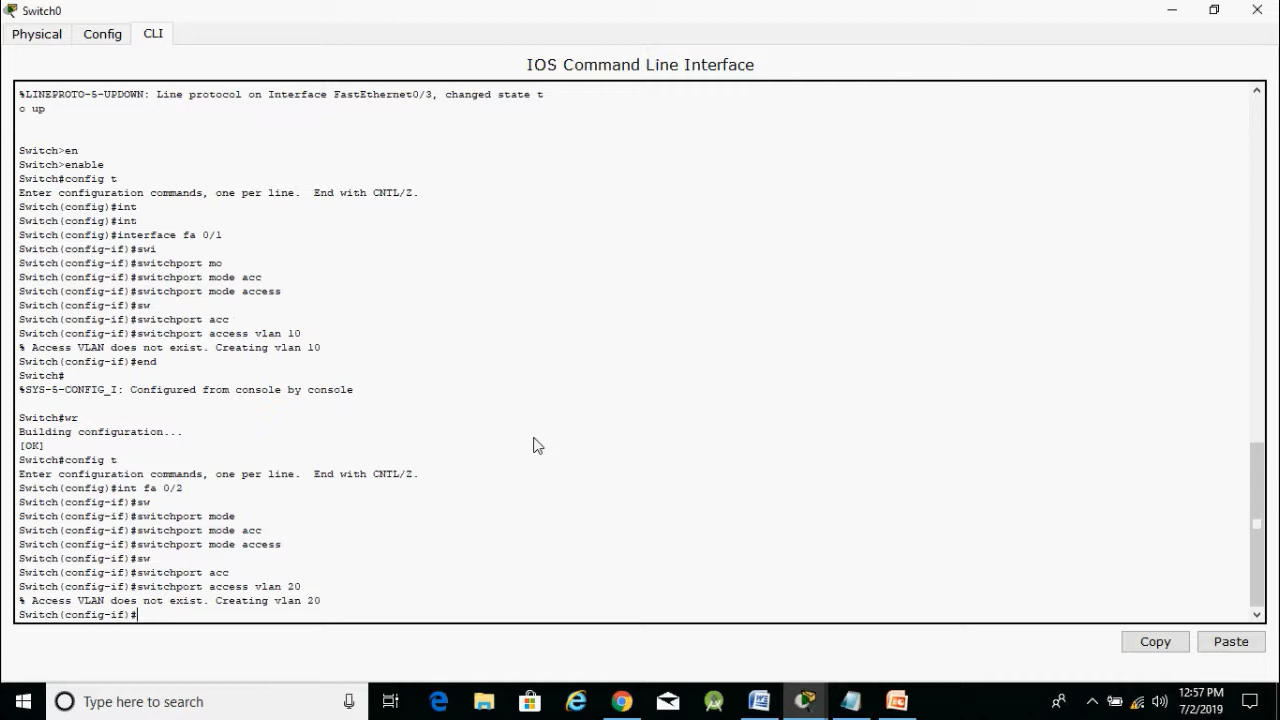 Switch0
Physical Config CLI
IOS Command Line Interface
%LINEPROTO-5-UPDOWN: Line protocol on Interface FastEthernet0/3, changed state t
o up
Switch>en
Switch>enable
Switch#config t
Enter configuration commands, one per line.  End with CNTL/Z.
Switch(config)#int
Switch(config)#int
Switch(config)#interface fa 0/1
Switch(config-if)#swi
Switch(config-if)#switchport mo
Switch(config-if)#switchport mode acc
Switch(config-if)#switchport mode access
Switch(config-if)#sw
Switch(config-if)#switchport acc
Switch(config-if)#switchport access vlan 10
% Access VLAN does not exist. Creating vlan 10
Switch(config-if)#end
Switch#
%SYS-5-CONFIG_I: Configured from console by console
Switch#wr
Building configuration...
[OK]
Switch#config t
Enter configuration commands, one per line.  End with CNTL/Z.
Switch(config)#int fa 0/2
Switch(config-if)#sw
Switch(config-if)#switchport mode
Switch(config-if)#switchport mode acc
Switch(config-if)#switchport mode access
Switch(config-if)#sw
Switch(config-if)#switchport acc
Switch(config-if)#switchport access vlan 20
% Access VLAN does not exist. Creating vlan 20
Switch(config-if)#
Copy Paste
Type here to search
12:57 PM
7/2/2019